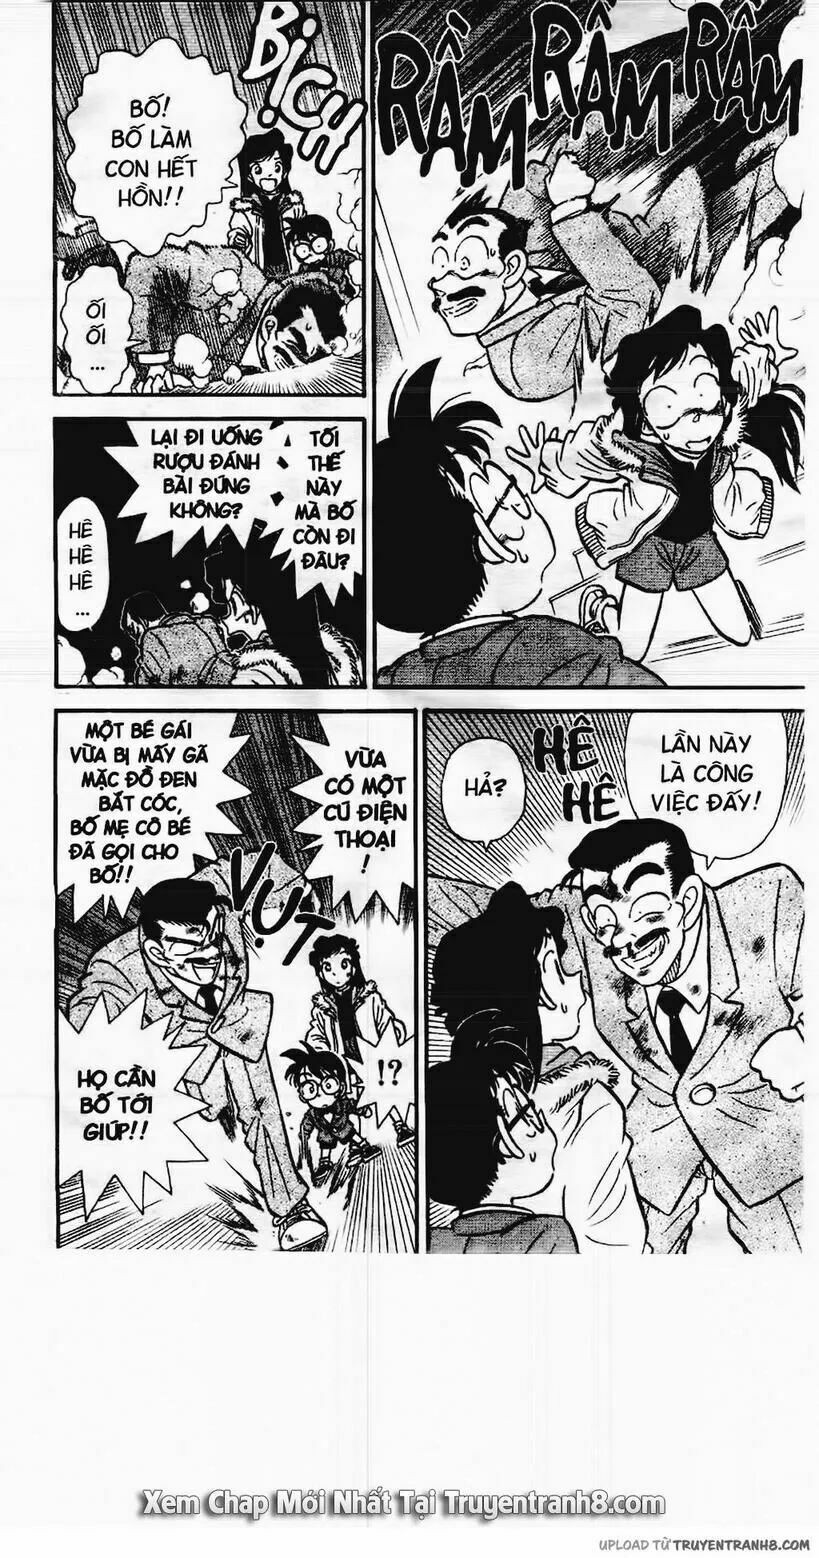 RẦM
RẦM
RẦM
BỊCH
BỐ!
BỐ LÀM
CON HẾT
HỒN!!
ỐI
ỐI
...
TỐI
THẾ
NÀY
MÀ BỐ
CÒN ĐI
ĐÂU?
LẠI ĐI UỐNG
RƯỢU ĐÁNH
BÀI ĐÚNG
KHÔNG?
HÊ
HÊ
HÊ
...
LẦN NÀY
LÀ CÔNG
VIỆC ĐẤY!
HÊ
HÊ
HẢ?
VỪA
CÓ MỘT
CÚ ĐIỆN
THOẠI
!
MỘT BÉ GÁI
VỪA BỊ MẤY GÃ
MẶC ĐỒ ĐEN
BẮT CÓC,
BỐ MẸ CÔ BÉ
ĐÃ GỌI CHO
BỐ!!
VỤT
!?
HỌ CẦN
BỐ TỚI
GIÚP!!
Xem Chap Mới Nhất Tại Truyentranh8.com
UPLOAD TỪ TRUYENTRANH8.COM